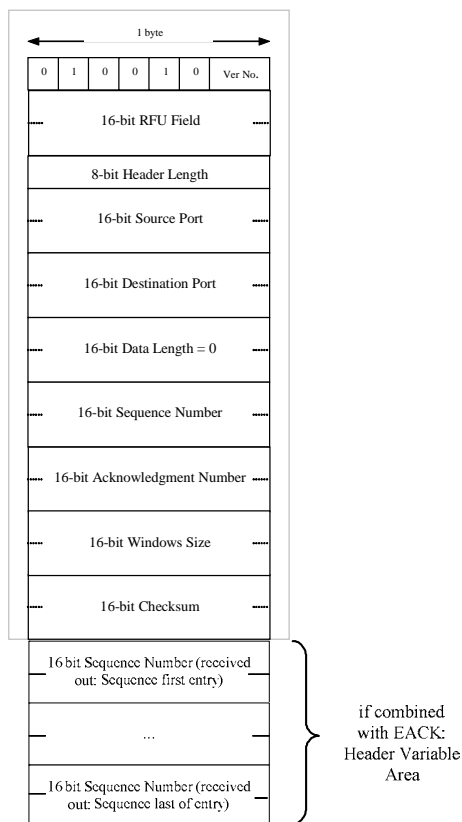 1 byte
0 1 0 0 1 0 Ver No.
16-bit RFU Field
8-bit Header Length
16-bit Source Port
16-bit Destination Port
16-bit Data Length = 0
16-bit Sequence Number
16-bit Acknowledgment Number
16-bit Windows Size
16-bit Checksum
16 bit Sequence Number (received
out: Sequence first entry)
...
16 bit Sequence Number (received
out: Sequence last of entry)
if combined
with EACK:
Header Variable
Area